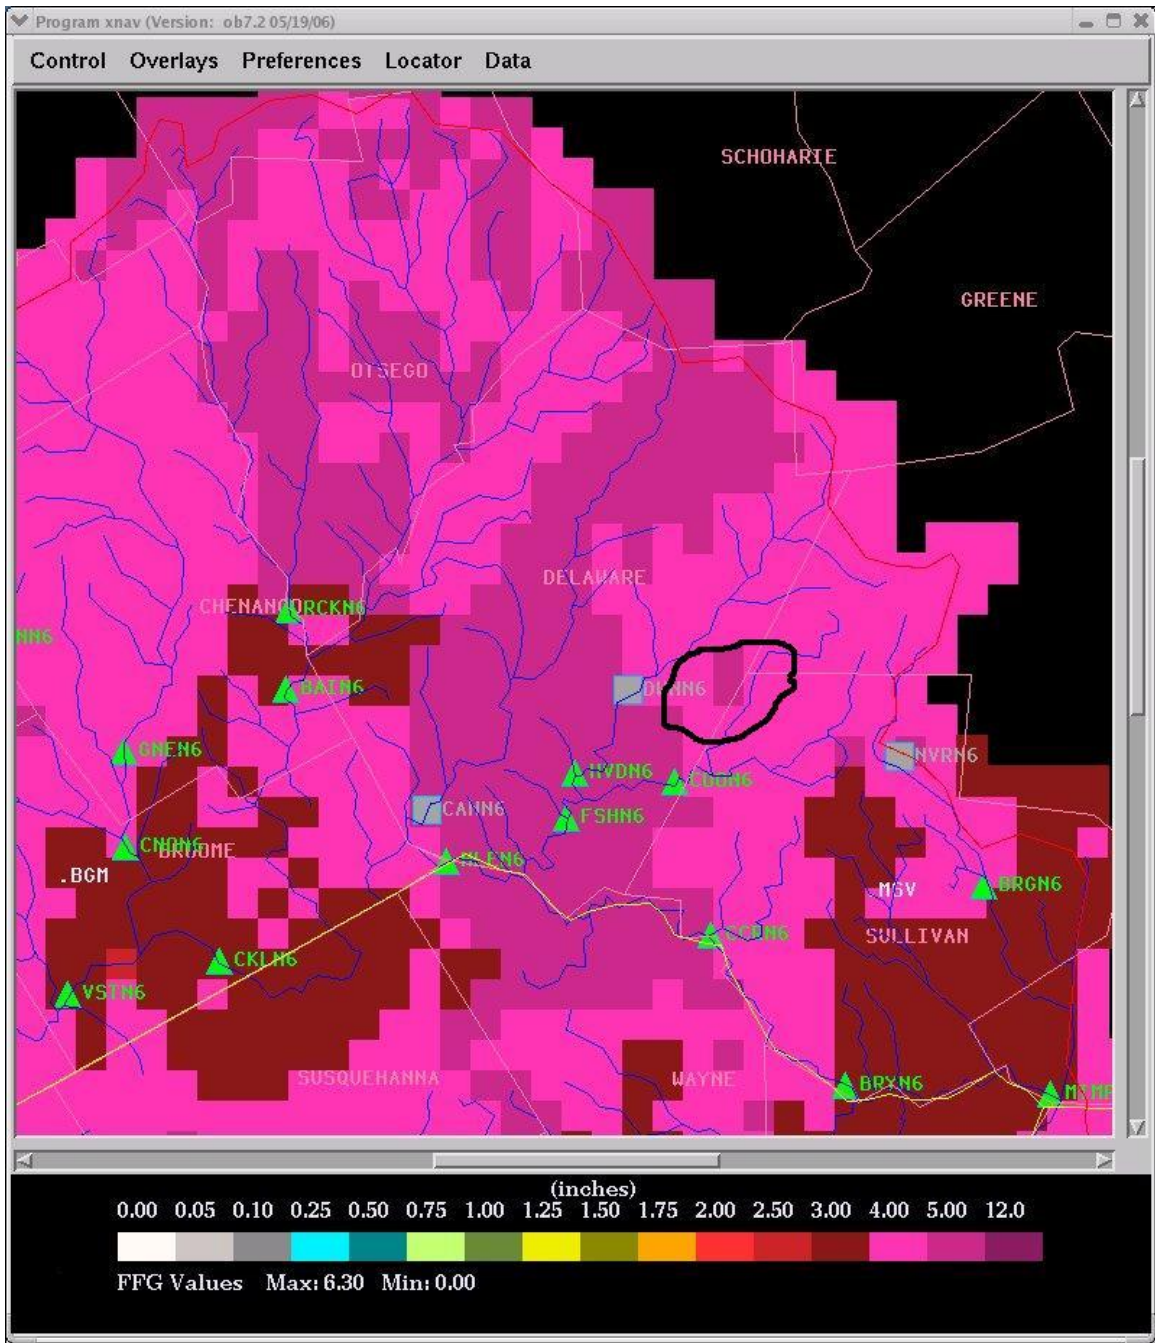 Program xnav (Version: ob7.2 05/19/06)
Control Overlays Preferences Locator Data
SCHOHARIE
GREENE
OTSEGO
DELAWARE
CHENANGO RCKN6
NN6
BAIN6
GNEN6 NVRN6
HVDN6
CANN6 FSHN6
BROOME
.BGM MSV BRGN6
SULLIVAN
CKLN6
VSTN6
SUSQUEHANNA WAYNE BRYN6
(inches)
0.00 0.05 0.10 0.25 0.50 0.75 1.00 1.25 1.50 1.75 2.00 2.50 3.00 4.00 5.00 12.0
FFG Values Max: 6.30 Min: 0.00